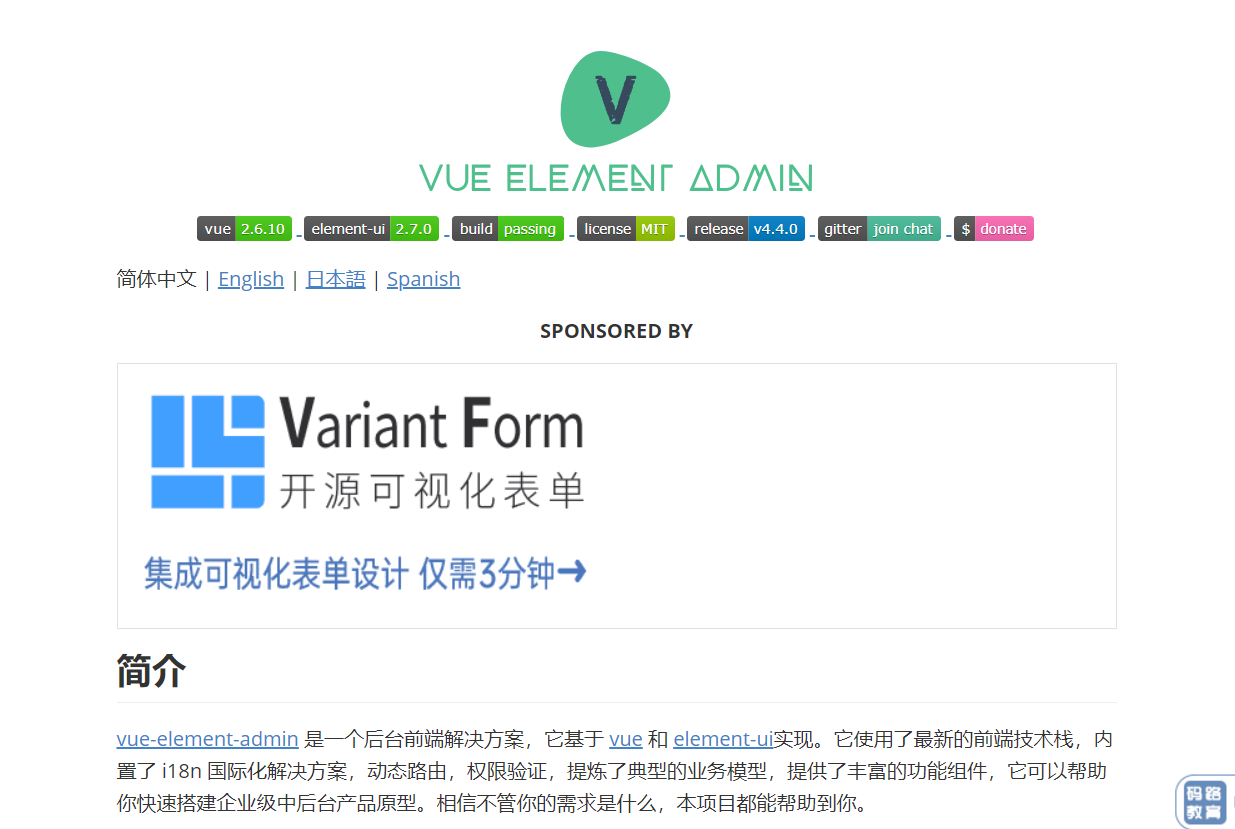 V
VUE ELEMENT ADMIN
vue 2.6.10 element-ui 2.7.0 build passing license MIT release v4.4.0 gitter join chat $ donate
简体中文 | English | 日本語 | Spanish
SPONSORED BY
Variant Form
开源可视化表单
集成可视化表单设计 仅需3分钟→
简介
vue-element-admin 是一个后台前端解决方案，它基于 vue 和 element-ui实现。它使用了最新的前端技术栈，内
置了 i18n 国际化解决方案，动态路由，权限验证，提炼了典型的业务模型，提供了丰富的功能组件，它可以帮助
你快速搭建企业级中后台产品原型。相信不管你的需求是什么，本项目都能帮助到你。
码路
教育